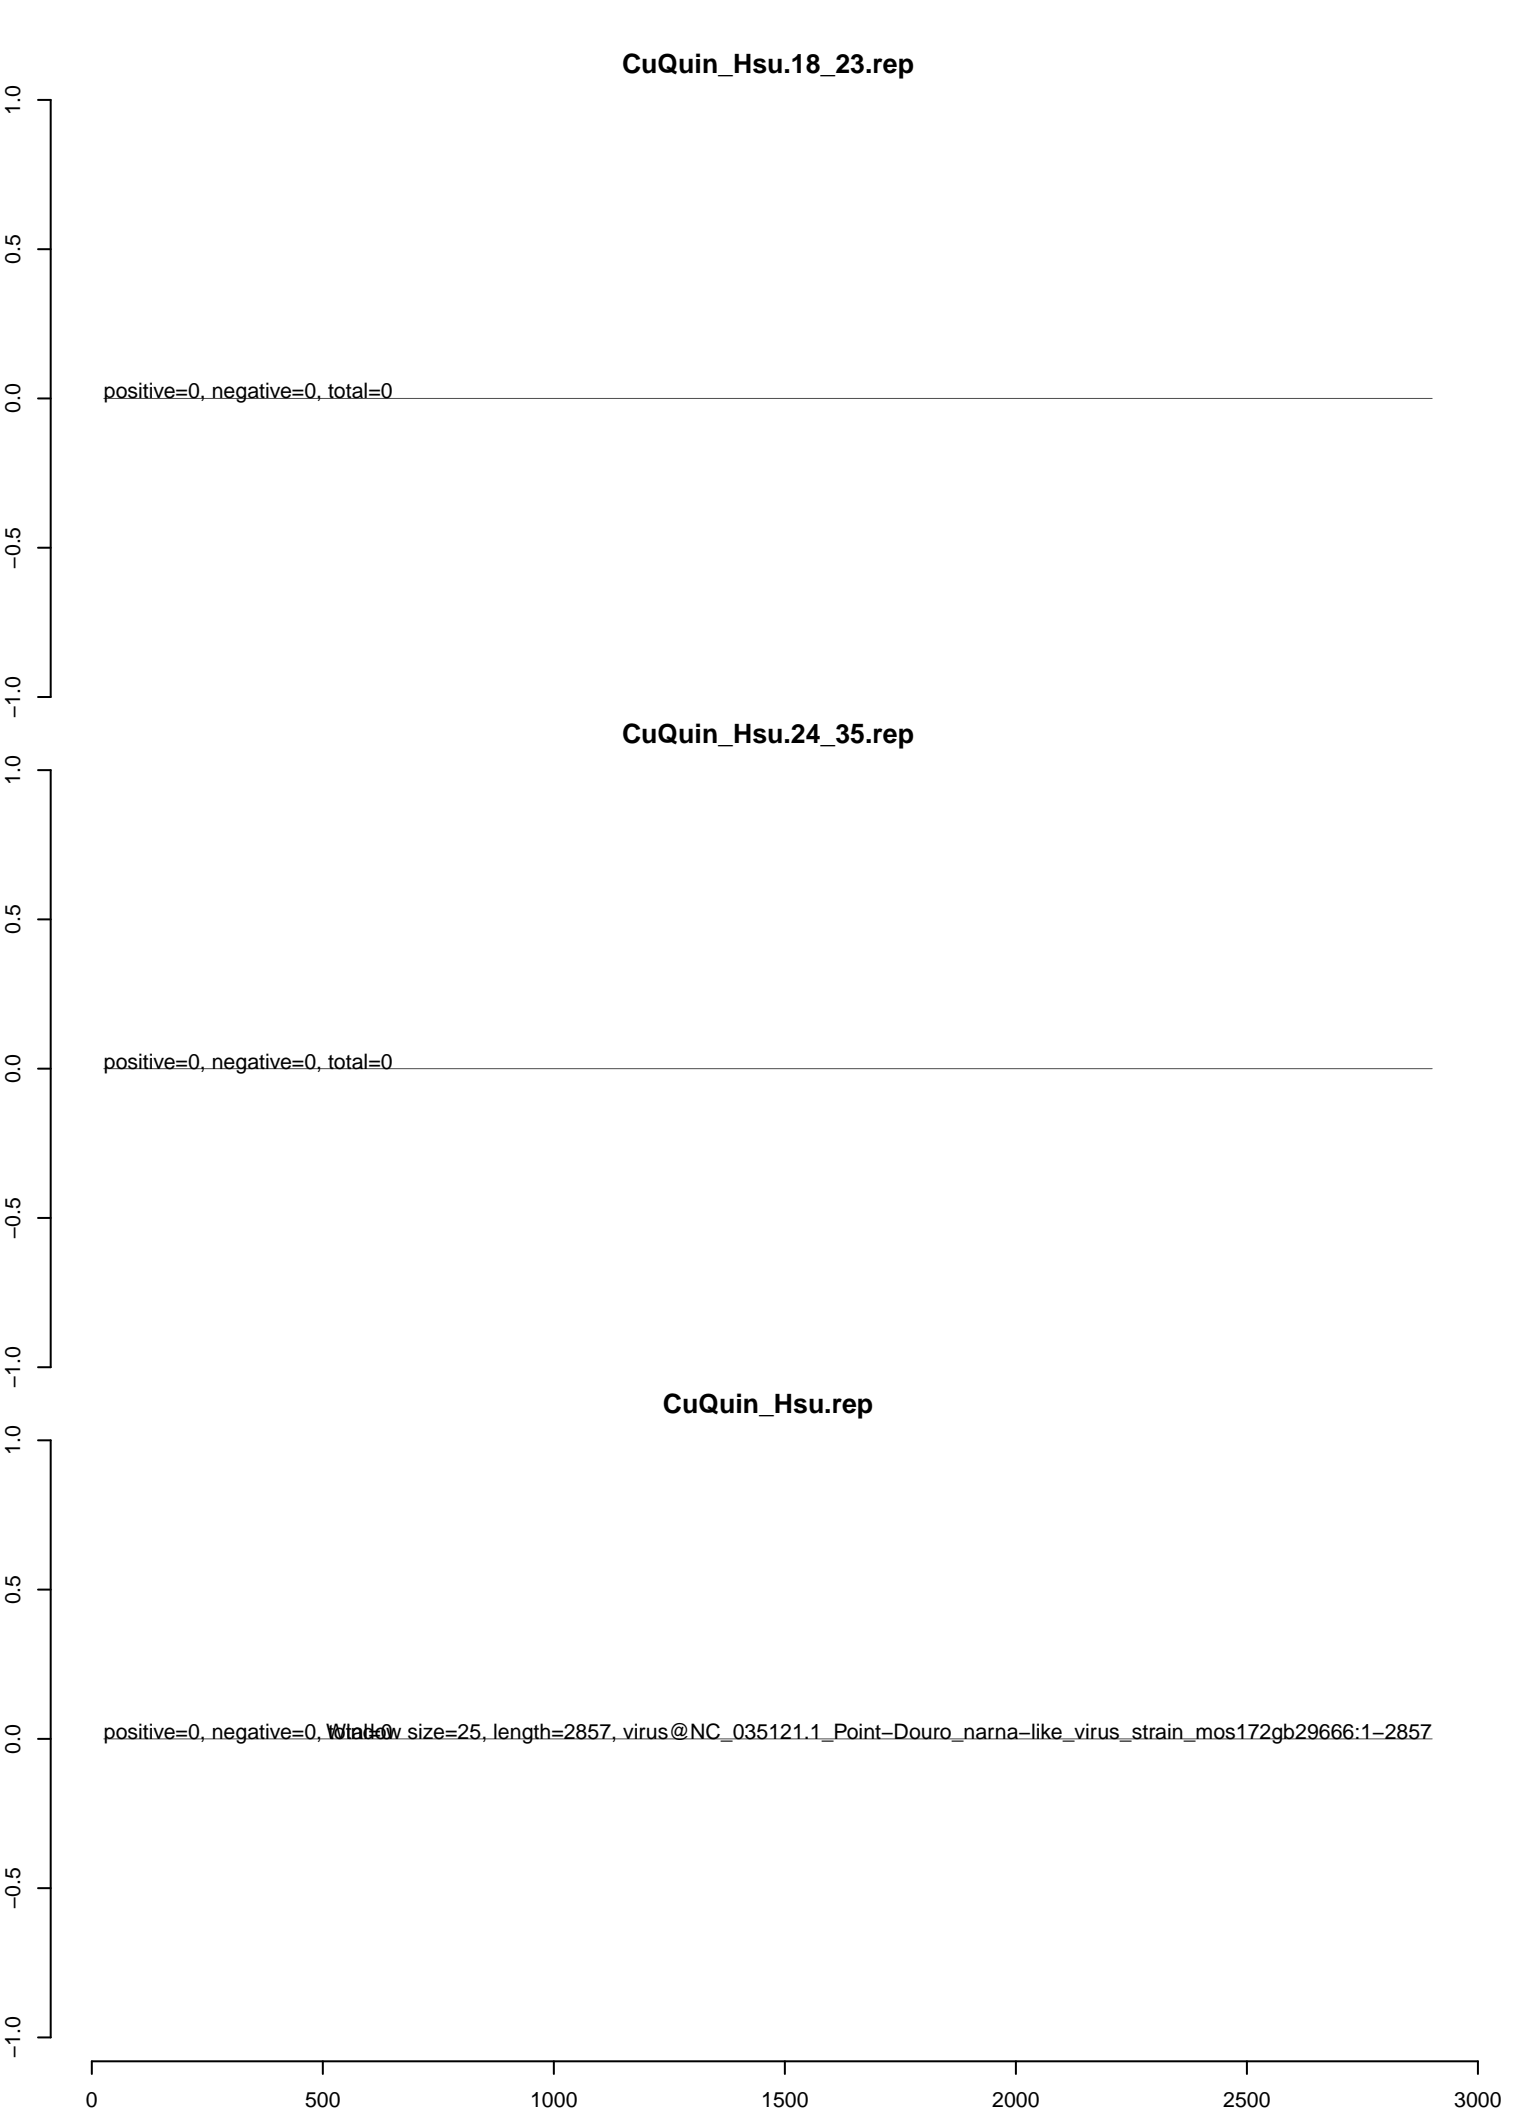 CuQuin_Hsu.18_23.rep
1.0
0.5
0.0
−0.5
−1.0
positive=0, negative=0, total=0
CuQuin_Hsu.24_35.rep
1.0
0.5
0.0
−0.5
−1.0
positive=0, negative=0, total=0
CuQuin_Hsu.rep
1.0
0.5
0.0
−0.5
−1.0
positive=0, negative=0, total=0
Window size=25, length=2857, virus@NC_035121.1_Point−Douro_narna−like_virus_strain_mos172gb29666:1−2857
0 500 1000 1500 2000 2500 3000